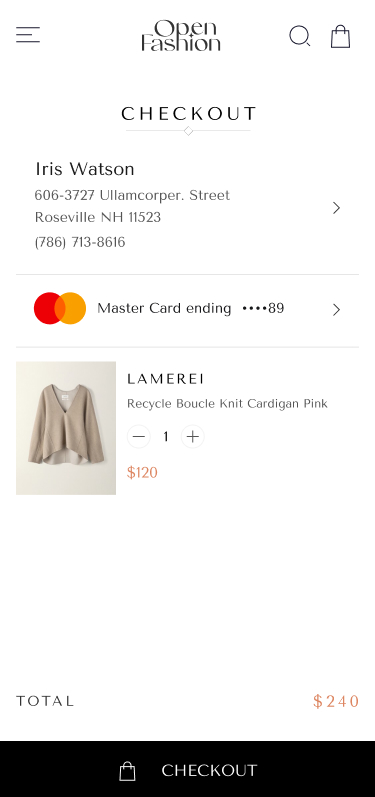 Open
Fashion
CHECKOUT
Iris Watson
606-3727 Ullamcorper. Street
Roseville NH 11523
(786) 713-8616
Master Card ending ••••89
LAMEREI
Recycle Boucle Knit Cardigan Pink
1
$120
TOTAL
$240
CHECKOUT